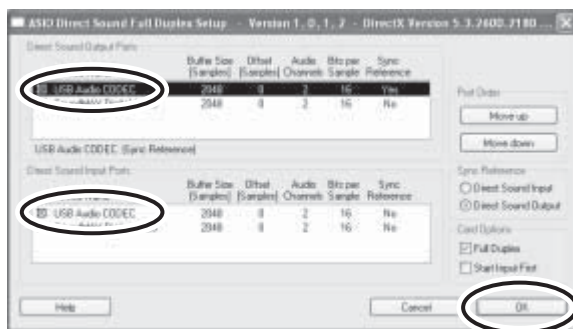 ASIO Direct Sound Full Duplex Setup - Version 1, 0, 1, 2 - DirectX Version 5.3.2600.2180 ...
Direct Sound Output Ports
Buffer Size [Samples] Offset [Samples] Audio Channels Bits per Sample Sync Reference
USB Audio CODEC 2048 0 2 16 Yes
2048 0 2 16 No
USB Audio CODEC (Sync Reference)
Direct Sound Input Ports
Buffer Size [Samples] Offset [Samples] Audio Channels Bits per Sample Sync Reference
USB Audio CODEC 2048 0 2 16 No
2048 0 2 16 No
Port Order
Move up
Move down
Sync Reference
Direct Sound Input
Direct Sound Output
Card Options
Full Duplex
Start Input First
Help
Cancel
OK